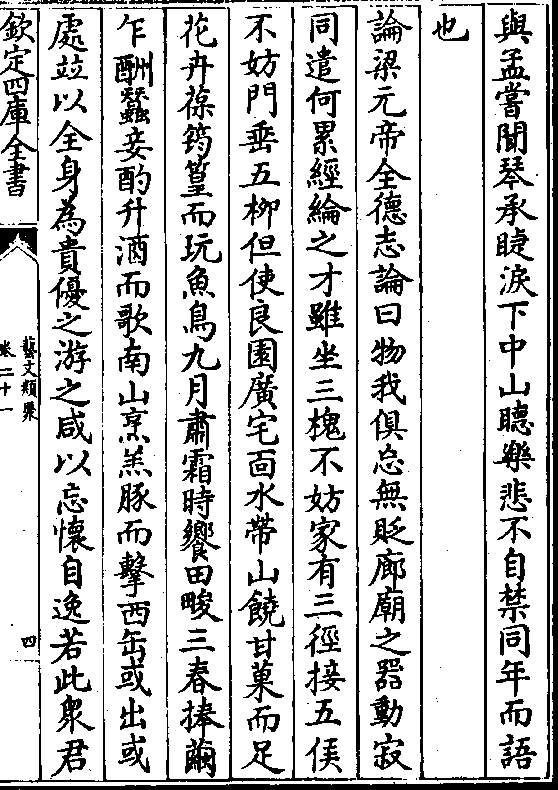 與孟嘗聞琴承睫淚下中山聽樂悲不自禁同年而語
也
論梁元帝全德志論曰物我俱忘無貶廊廟之器動寂
同遣何累經綸之才雖坐三槐不妨家有三徑接五侯
不妨門垂五柳但使良園廣宅面水帶山饒甘菓而足
花卉葆筠篁而玩魚鳥九月肅霜時饗田畯三春捧繭
乍酬蠶妾酌升酒而歌南山烹羔豚而擊西缶或出或
處竝以全身為貴優之游之咸以忘懷自逸若此衆君
欽定四庫全書
藝文類聚
卷二十一
四